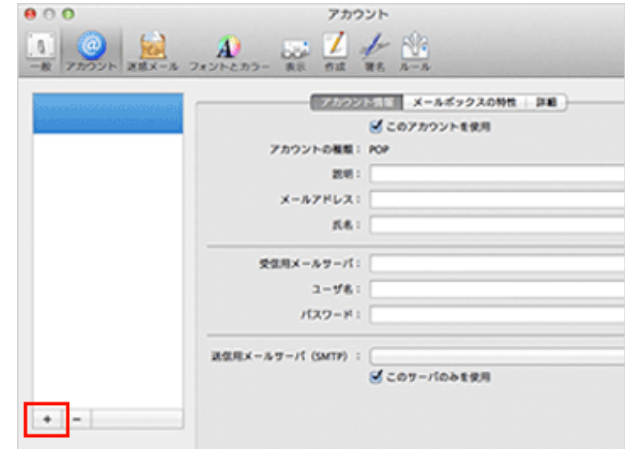 アカウント
一般 アカウント 迷惑メール フォントとカラー 表示 作成 署名 ルール
アカウント情報 メールボックスの特性 詳細
このアカウントを使用
アカウントの種類： POP
説明：
メールアドレス：
氏名：
受信用メールサーバ：
ユーザ名：
パスワード：
送信用メールサーバ（SMTP）：
このサーバのみを使用
+ −